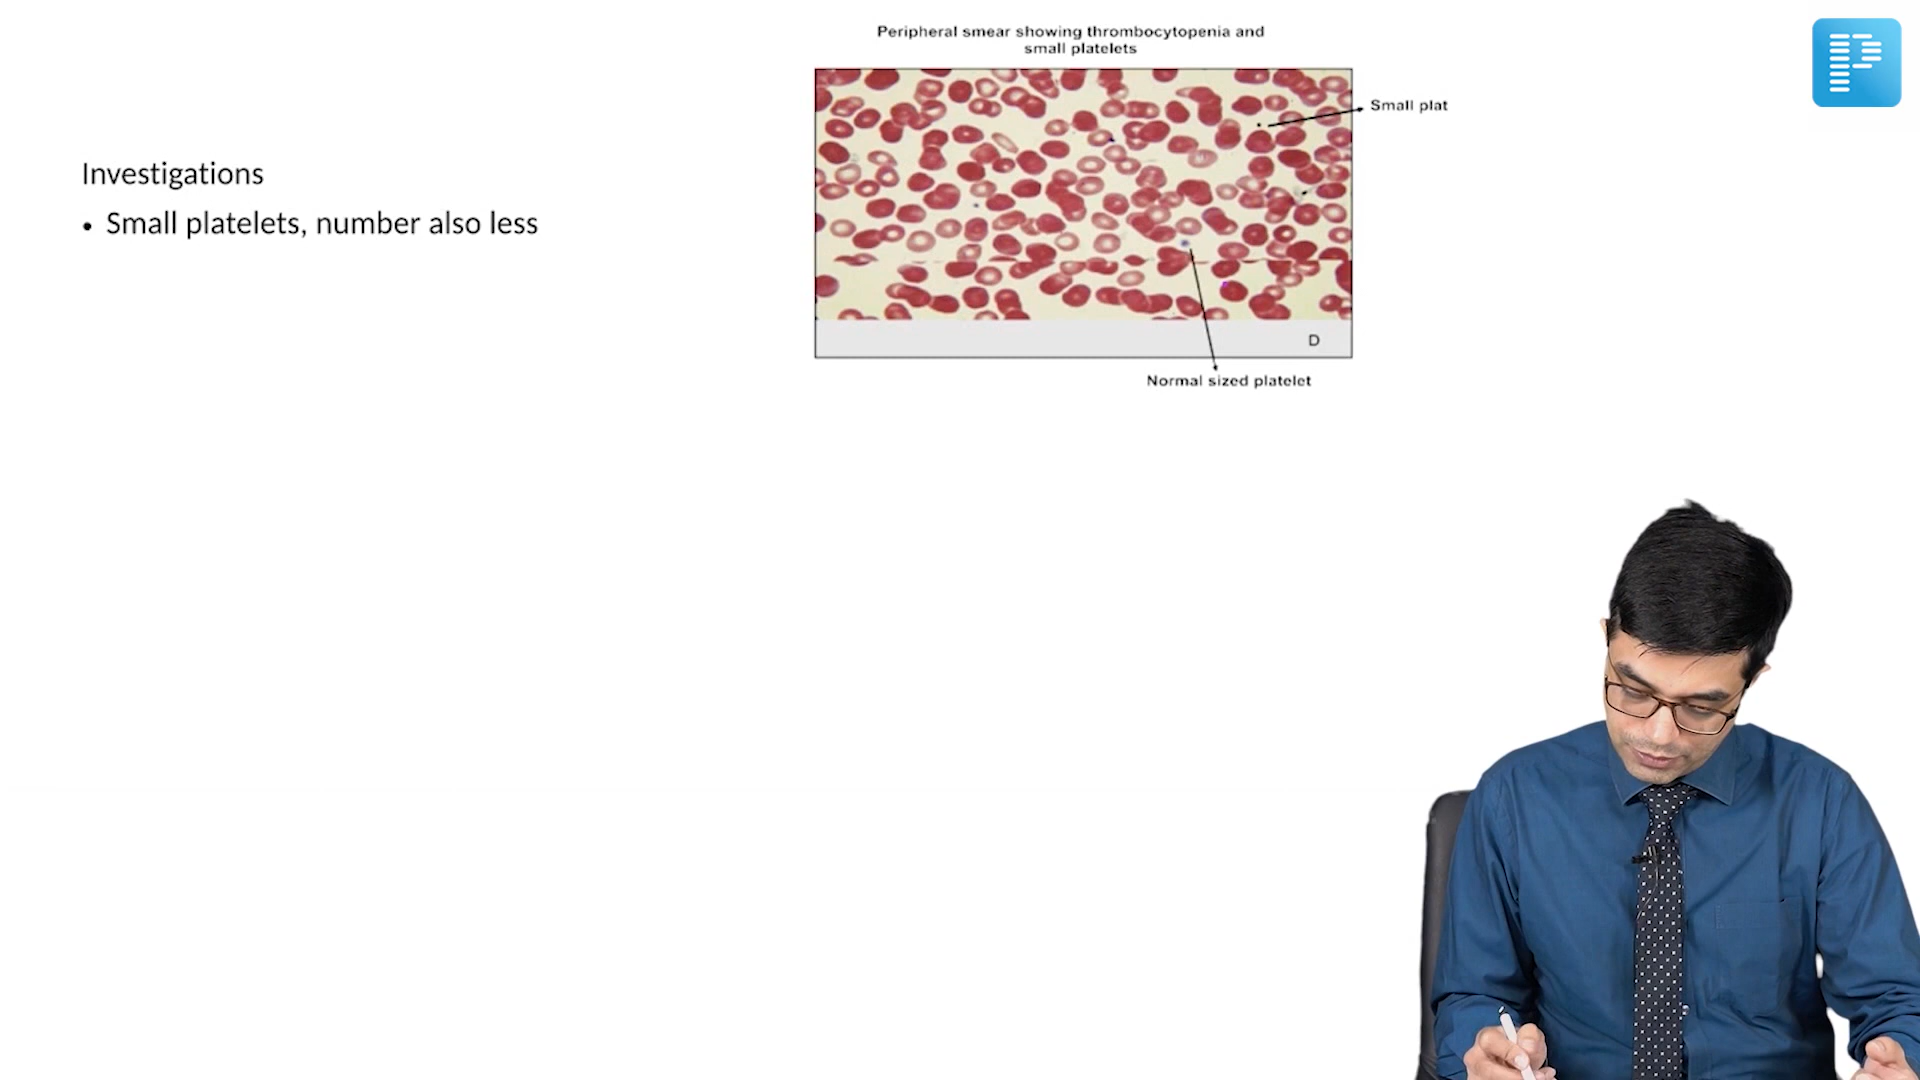 Peripheral smear showing thrombocytopenia and
small platelets
Small plat
Investigations
• Small platelets, number also less
D
Normal sized platelet